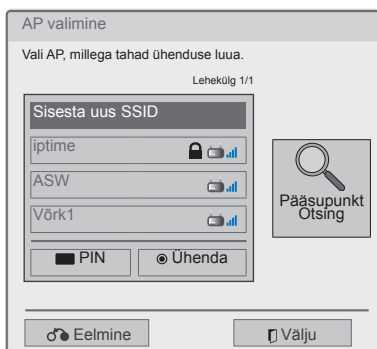 AP valimine
Vali AP, millega tahad ühenduse luua.
Lehekülg 1/1
Sisesta uus SSID
iptime
ASW
Võrk1
PIN
Ühenda
Pääsupunkt
Otsing
Eelmine
Välju